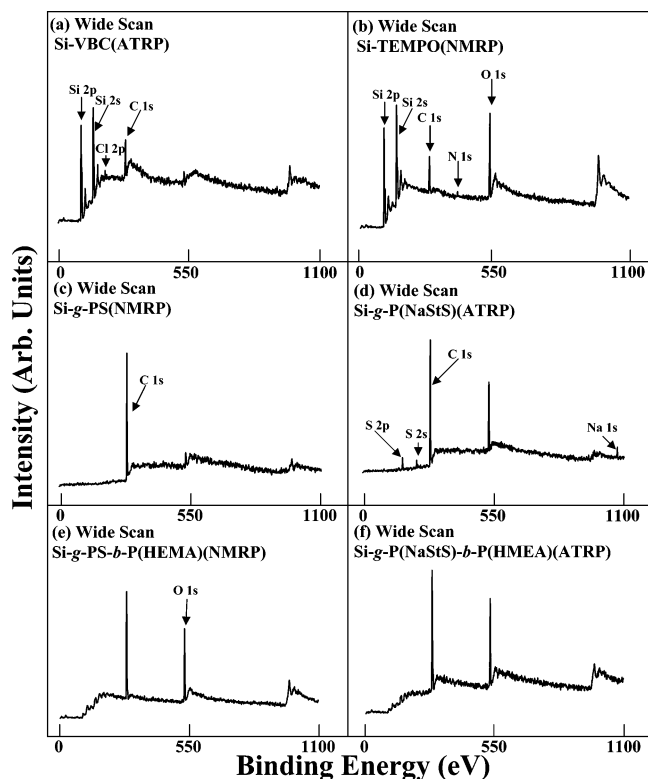 (a) Wide Scan
Si-VBC(ATRP)
Si 2p
Si 2s
Cl 2p
C 1s
0 550 1100
(b) Wide Scan
Si-TEMPO(NMRP)
Si 2p
Si 2s
C 1s
N 1s
O 1s
0 550 1100
(c) Wide Scan
Si-g-PS(NMRP)
C 1s
0 550 1100
(d) Wide Scan
Si-g-P(NaStS)(ATRP)
S 2p
S 2s
C 1s
Na 1s
0 550 1100
(e) Wide Scan
Si-g-PS-b-P(HEMA)(NMRP)
O 1s
0 550 1100
(f) Wide Scan
Si-g-P(NaStS)-b-P(HMEA)(ATRP)
0 550 1100
Intensity (Arb. Units)
Binding Energy (eV)